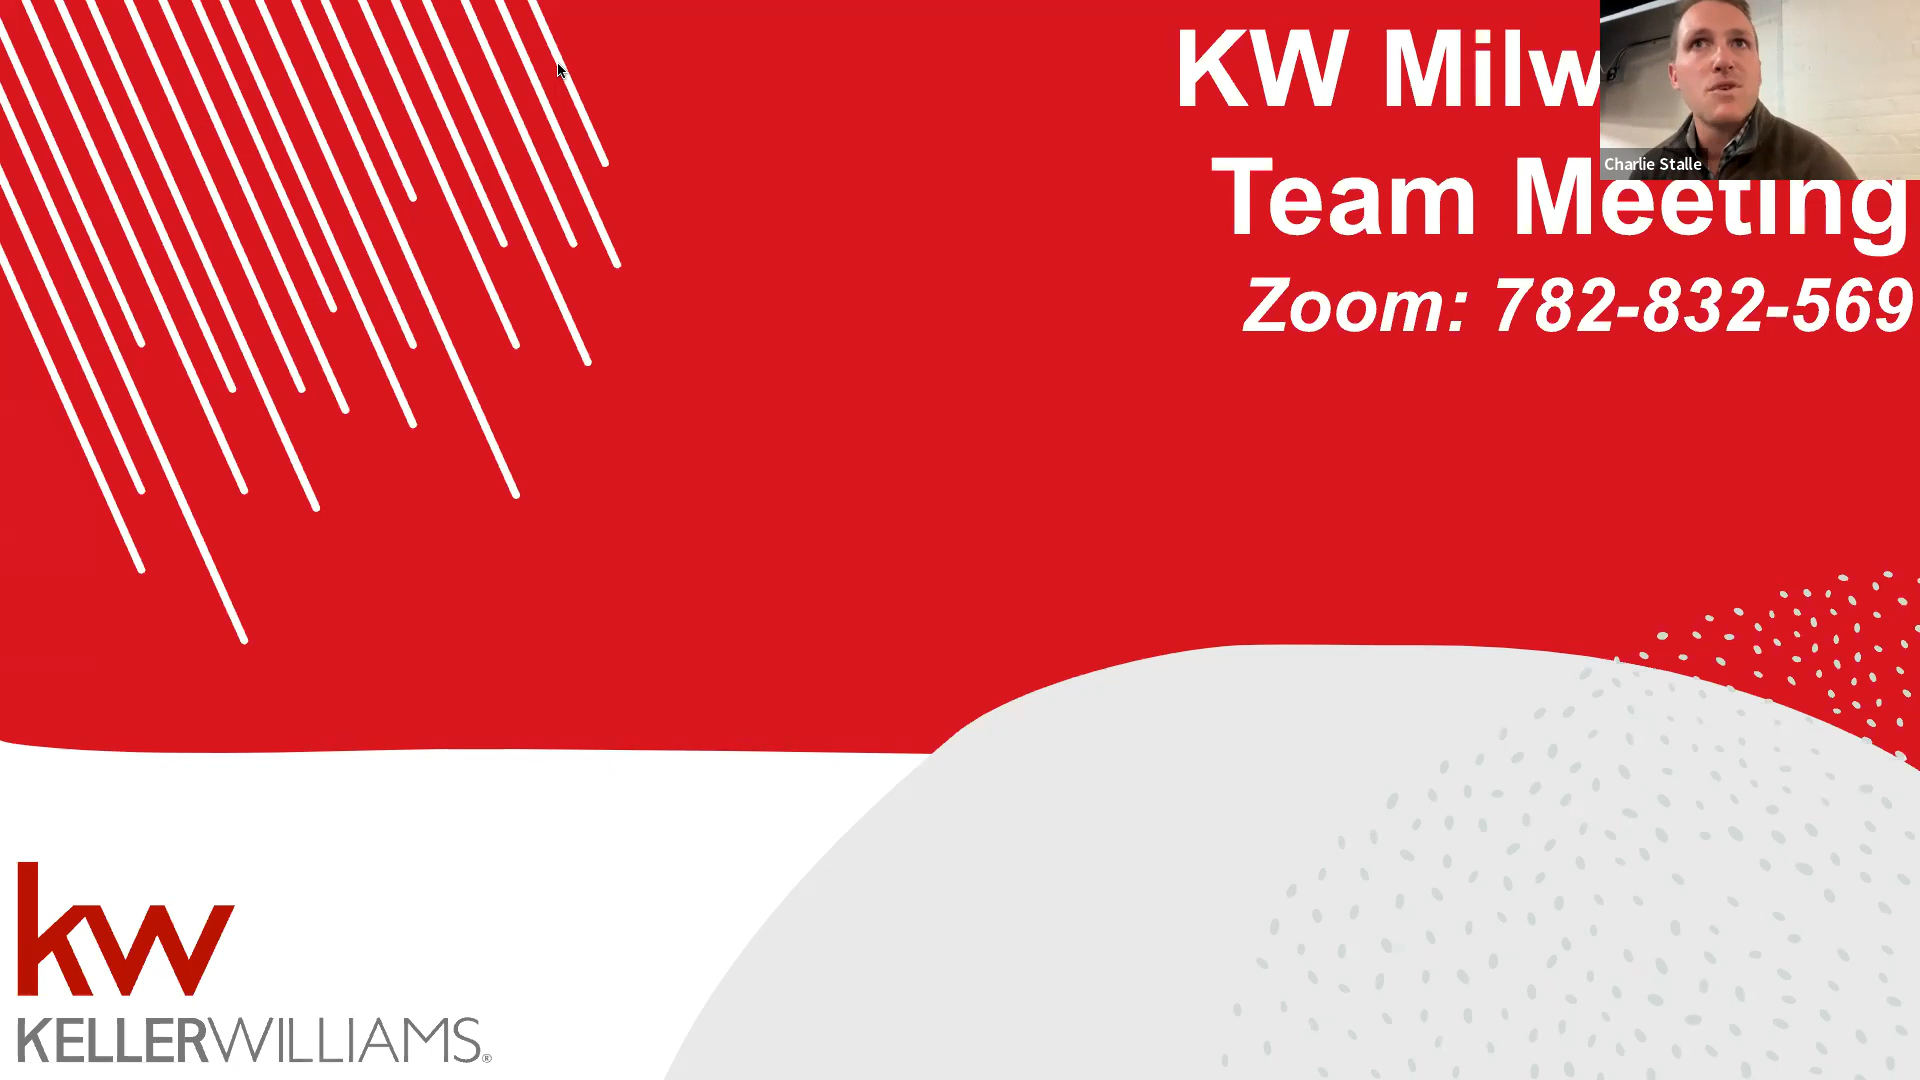 KW Milw
Charlie Stalle
Team Meeting
Zoom: 782-832-569
kw
KELLERWILLIAMS®